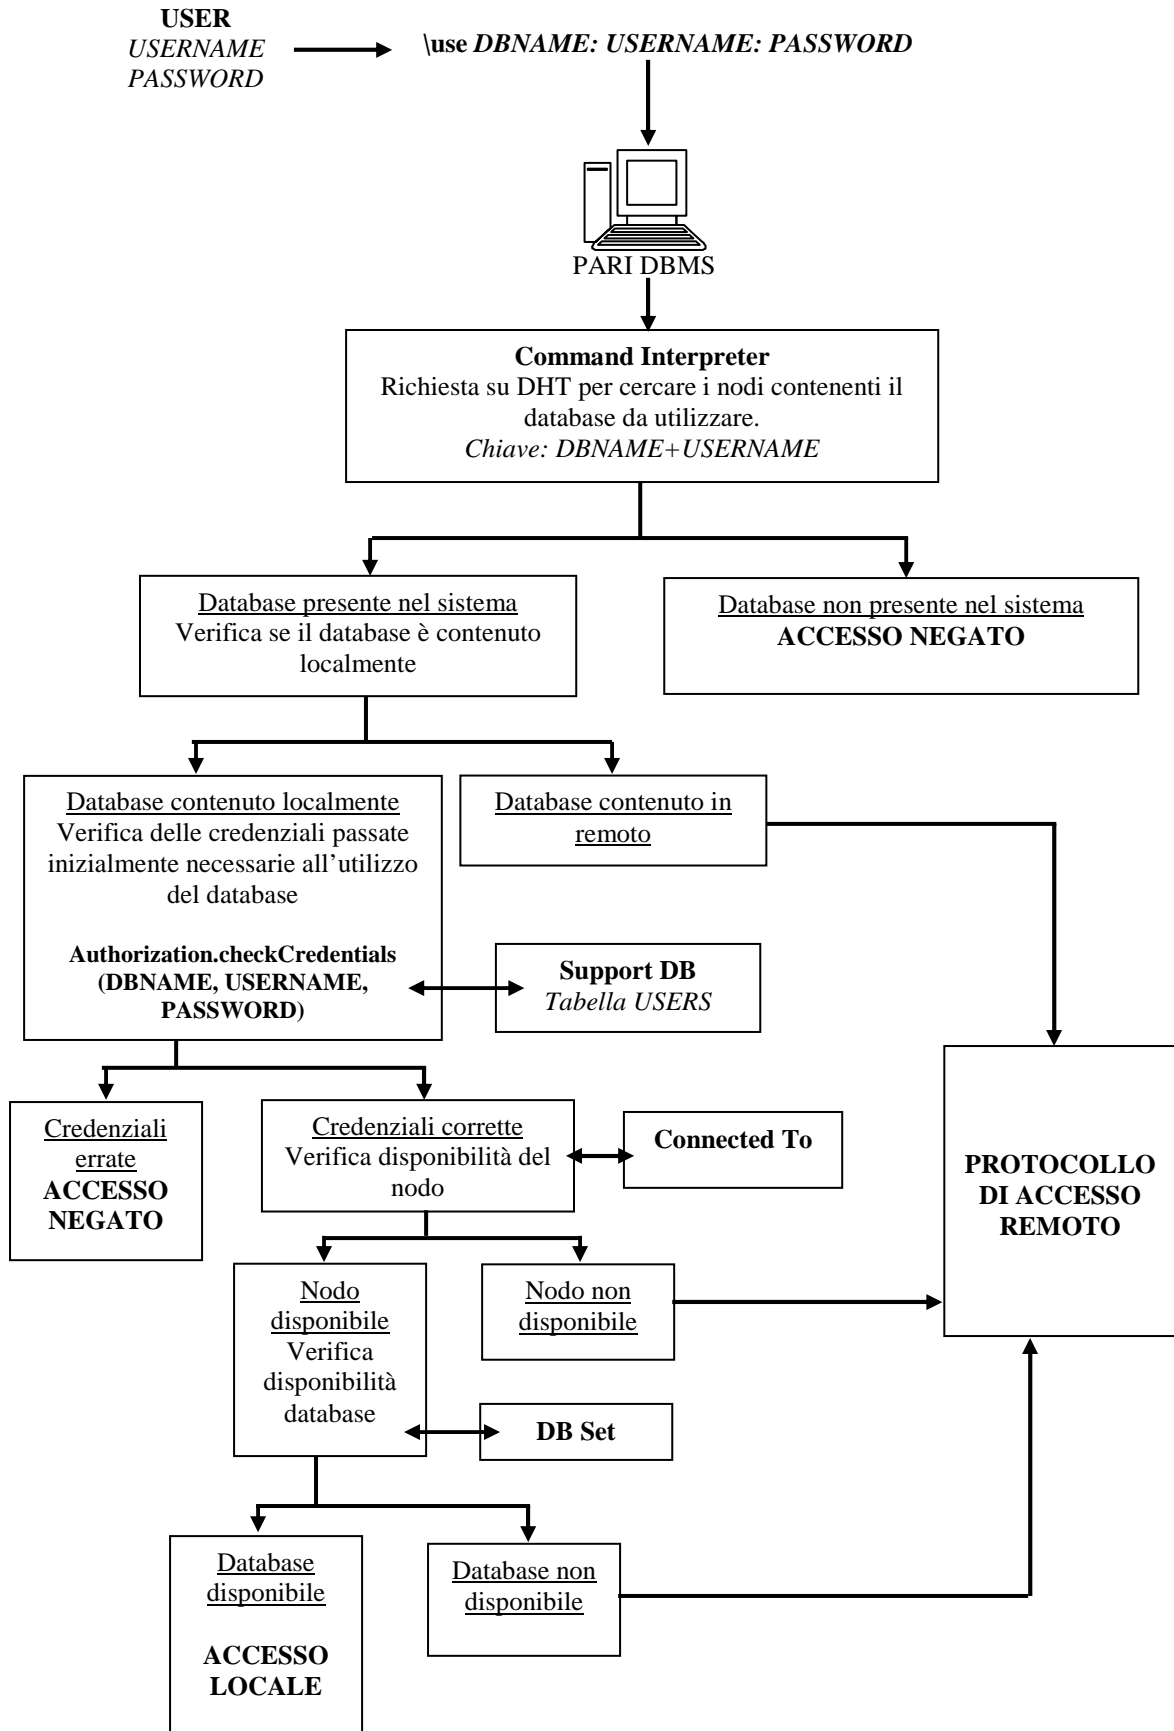 USER
USERNAME
PASSWORD
\use DBNAME: USERNAME: PASSWORD
PARI DBMS
Command Interpreter
Richiesta su DHT per cercare i nodi contenenti il
database da utilizzare.
Chiave: DBNAME+USERNAME
Database presente nel sistema
Verifica se il database è contenuto
localmente
Database non presente nel sistema
ACCESSO NEGATO
Database contenuto localmente
Verifica delle credenziali passate
inizialmente necessarie all’utilizzo
del database
Authorization.checkCredentials
(DBNAME, USERNAME,
PASSWORD)
Database contenuto in
remoto
Support DB
Tabella USERS
Credenziali
errate
ACCESSO
NEGATO
Credenziali corrette
Verifica disponibilità del
nodo
Connected To
PROTOCOLLO
DI ACCESSO
REMOTO
Nodo
disponibile
Verifica
disponibilità
database
Nodo non
disponibile
DB Set
Database
disponibile
ACCESSO
LOCALE
Database non
disponibile